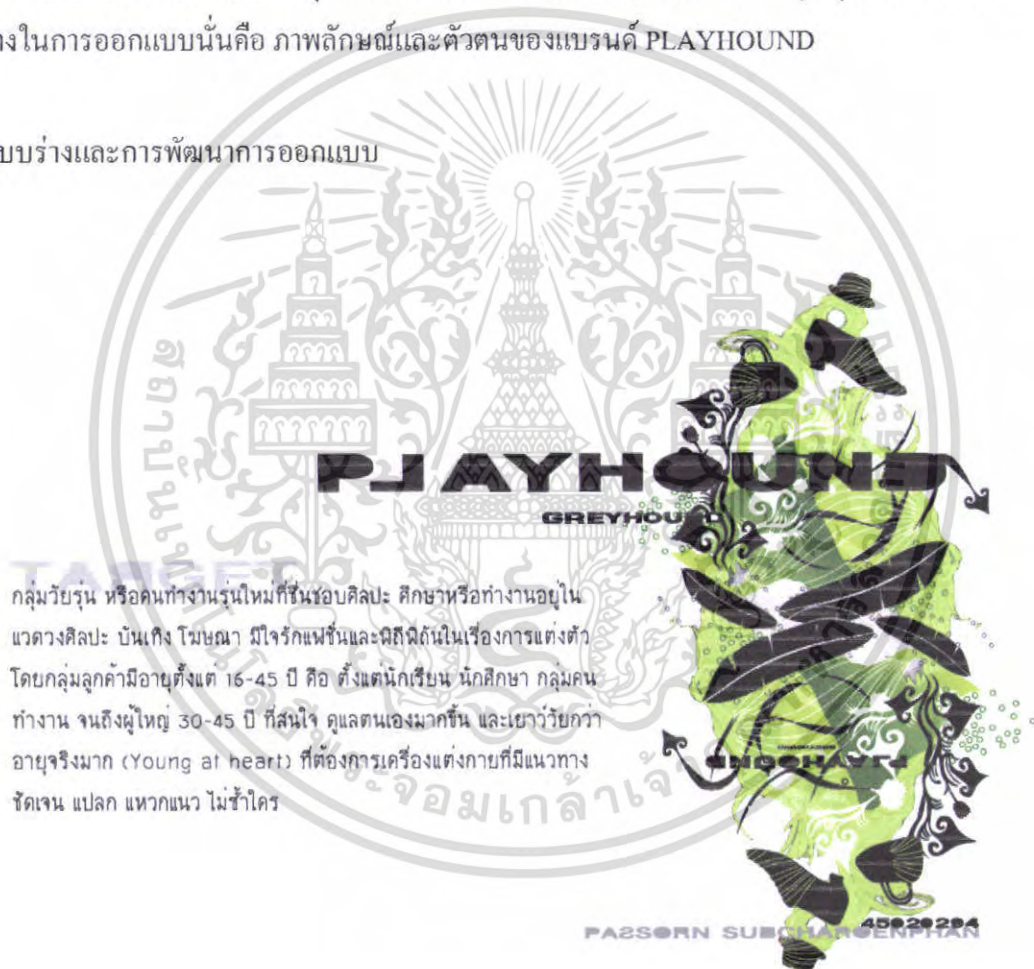 งในการออกแบบนั่นคือ ภาพลักษณ์และตัวตนของแบรนด์ PLAYHOUND
บบร่างและการพัฒนาการออกแบบ
PLAYHOUND
GREYHOUND
TARGET
กลุ่มวัยรุ่น หรือคนทำงานรุ่นใหม่ที่ชื่นชอบศิลปะ ศึกษาหรือทำงานอยู่ใน
แวดวงศิลปะ บันเทิง โฆษณา มีใจรักแฟชั่นและพิถีพิถันในเรื่องการแต่งตัว
โดยกลุ่มลูกค้ามีอายุตั้งแต่ 16-45 ปี คือ ตั้งแต่นักเรียน นักศึกษา กลุ่มคน
ทำงาน จนถึงผู้ใหญ่ 30-45 ปี ที่สนใจ ดูแลตนเองมากขึ้น และเยาว์วัยกว่า
อายุจริงมาก (Young at heart) ที่ต้องการเครื่องแต่งกายที่มีแนวทาง
ชัดเจน แปลก แหวกแนว ไม่ซ้ำใคร
PLAYHOUND
45020294
PASSORN SUBCHAROENPHAN